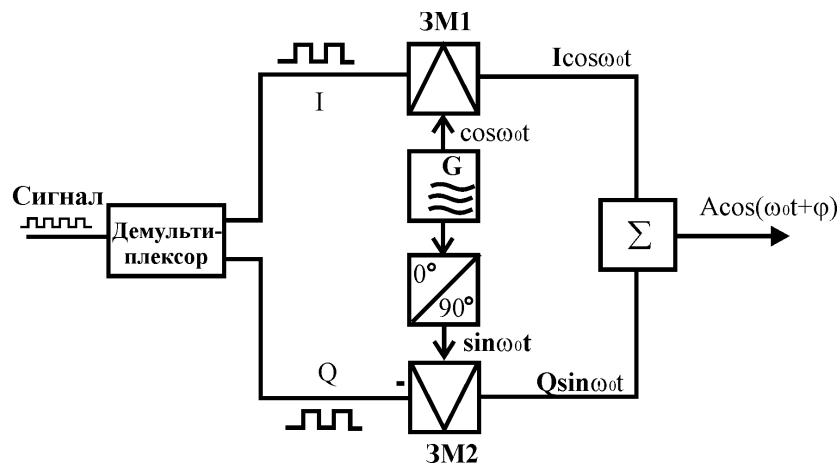 ЗМ1
Icosω₀t
I
cosω₀t
G
Сигнал
Демульти-
плексор
Σ
Acos(ω₀t+φ)
0°
90°
sinω₀t
Q
-
Qsinω₀t
ЗМ2